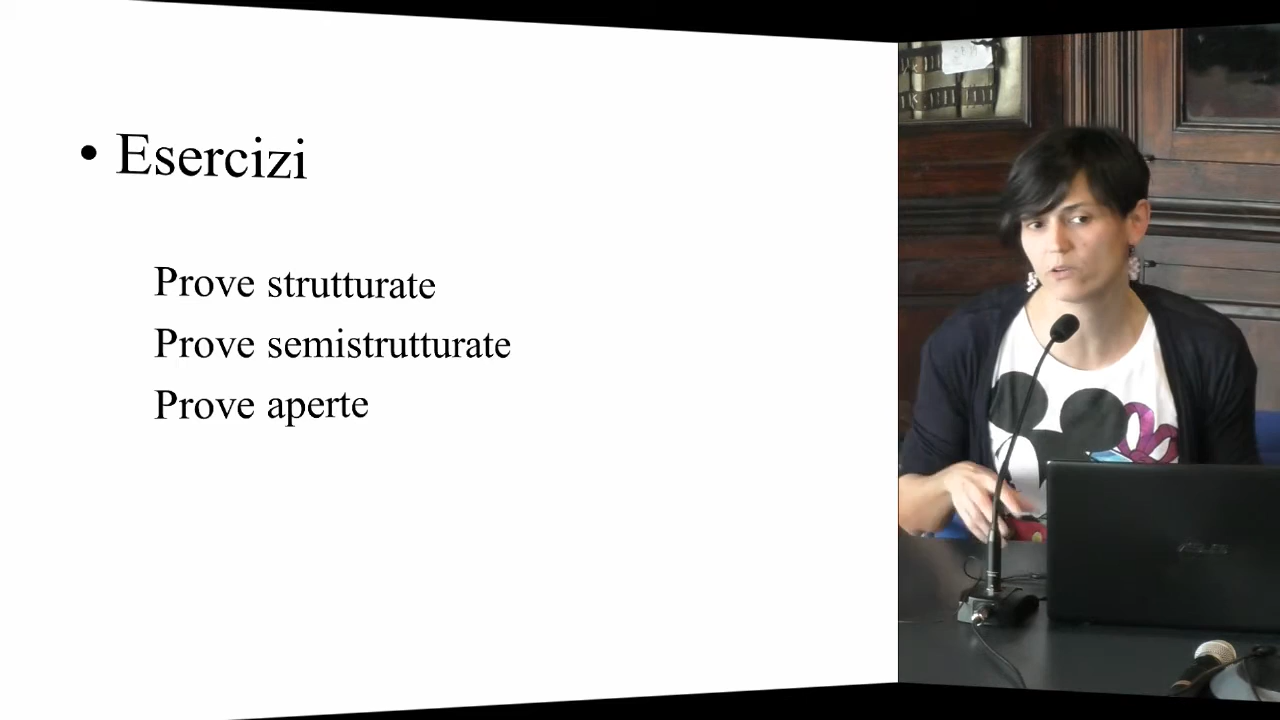 • Esercizi
Prove strutturate
Prove semistrutturate
Prove aperte